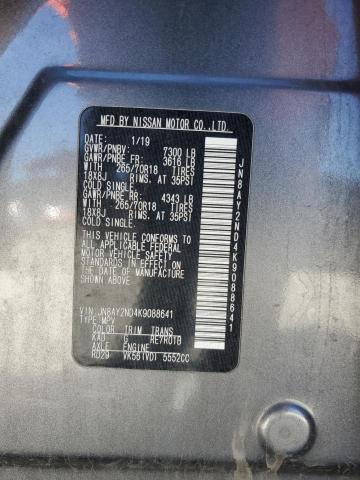 MFD BY NISSAN MOTOR CO.,LTD.
DATE: 1/19
GVWR/PNBV: 7300 LB
GAWR/PNBE FR: 3616 LB
WITH 265/70R18 TIRES
18X8J RIMS, AT 35PSI
COLD SINGLE.
GAWR/PNBE RR: 4343 LB
WITH 265/70R18 TIRES
18X8J RIMS, AT 35PSI
COLD SINGLE.
THIS VEHICLE CONFORMS TO
ALL APPLICABLE FEDERAL
MOTOR VEHICLE SAFETY
STANDARDS IN EFFECT ON
THE DATE OF MANUFACTURE
SHOWN ABOVE
VIN: JN8AY2ND4K9088641
TYPE: MPV
COLOR TRIM TRANS
KAD G RE7R01B
AXLE ENGINE
RD29 VK56(VD) 5552CC
JN8AY2ND4K9088641